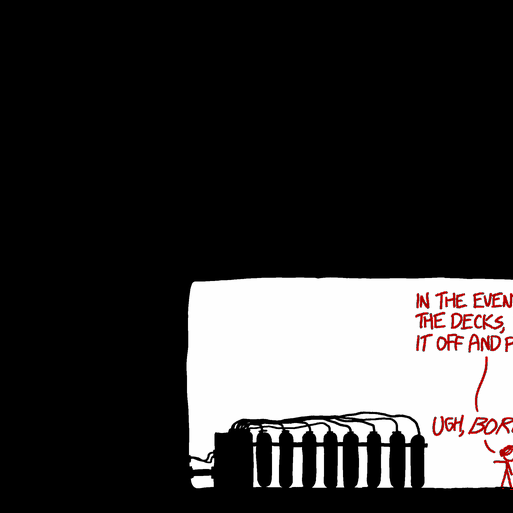 IN THE EVEN
THE DECKS,
IT OFF AND
UGH, BOR